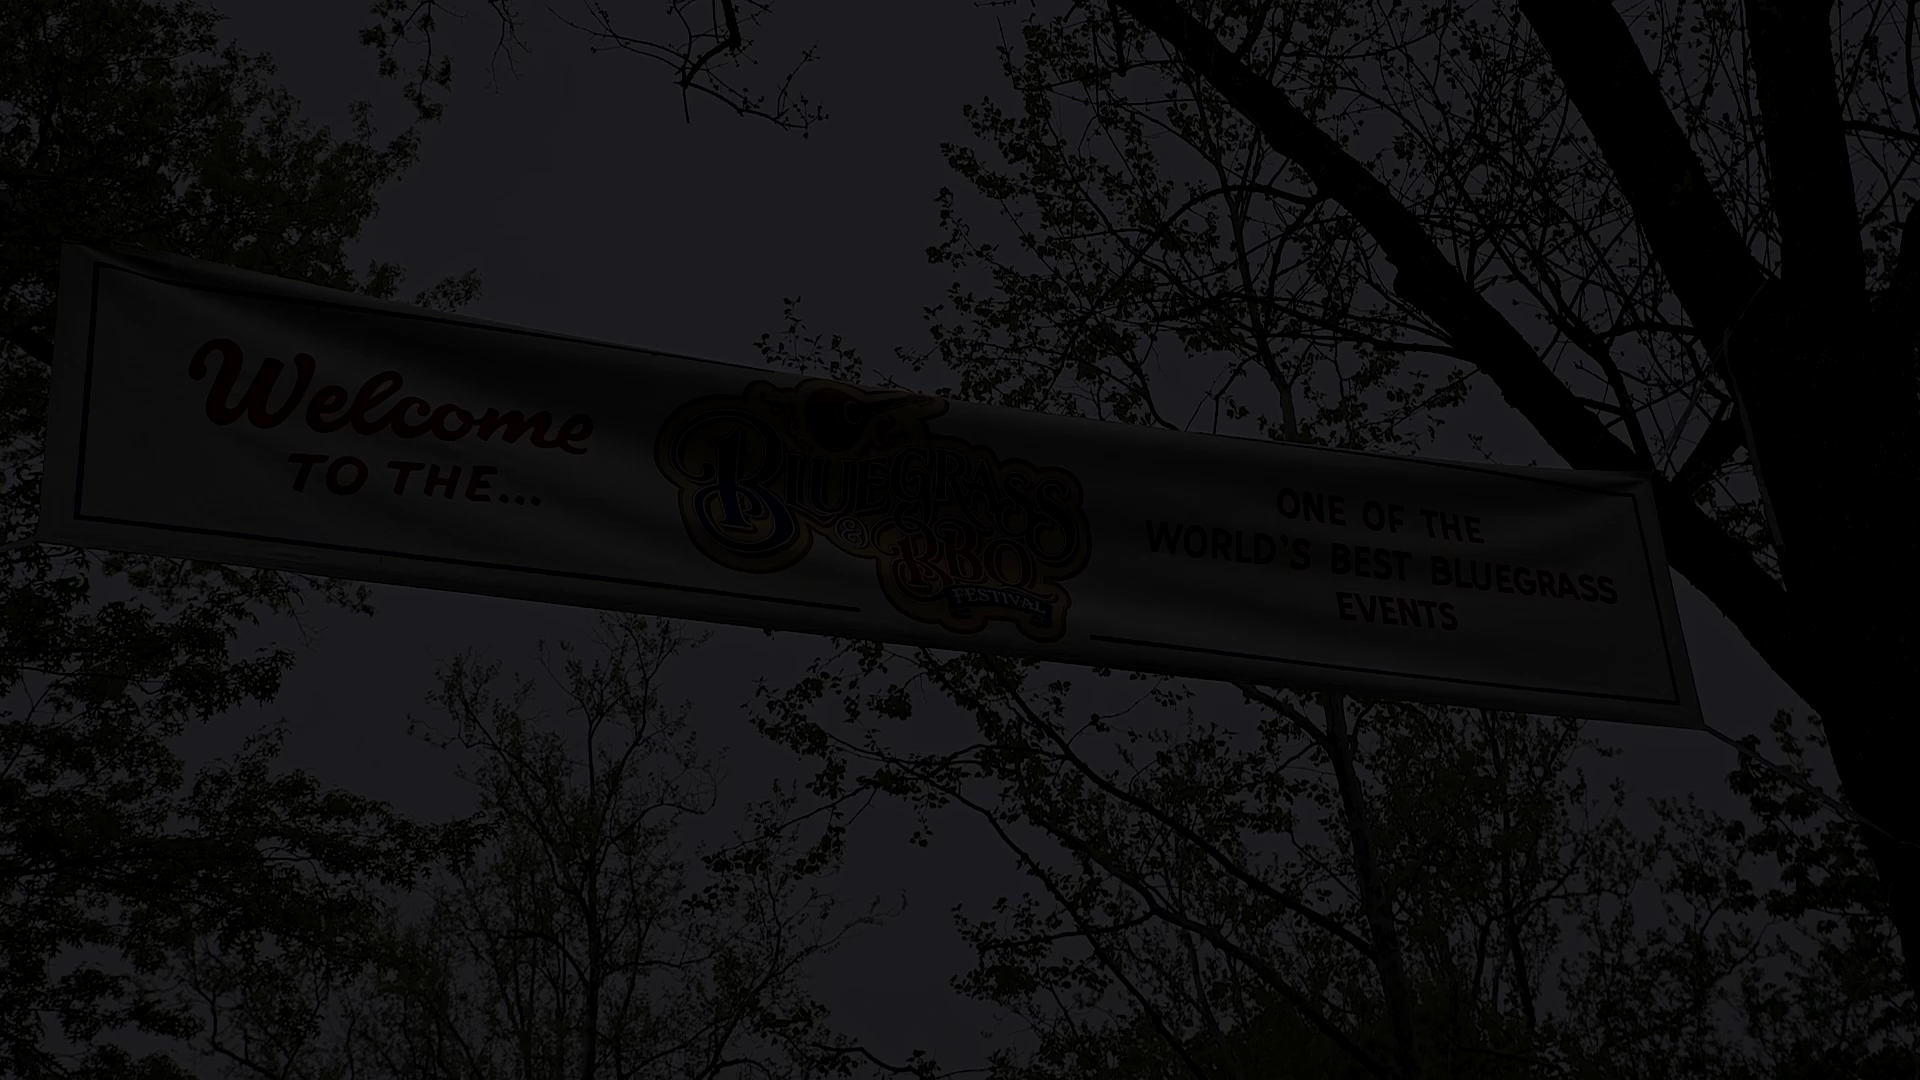 Welcome
TO THE...
BLUEGRASS
& BBQ
FESTIVAL
ONE OF THE
WORLD'S BEST BLUEGRASS
EVENTS